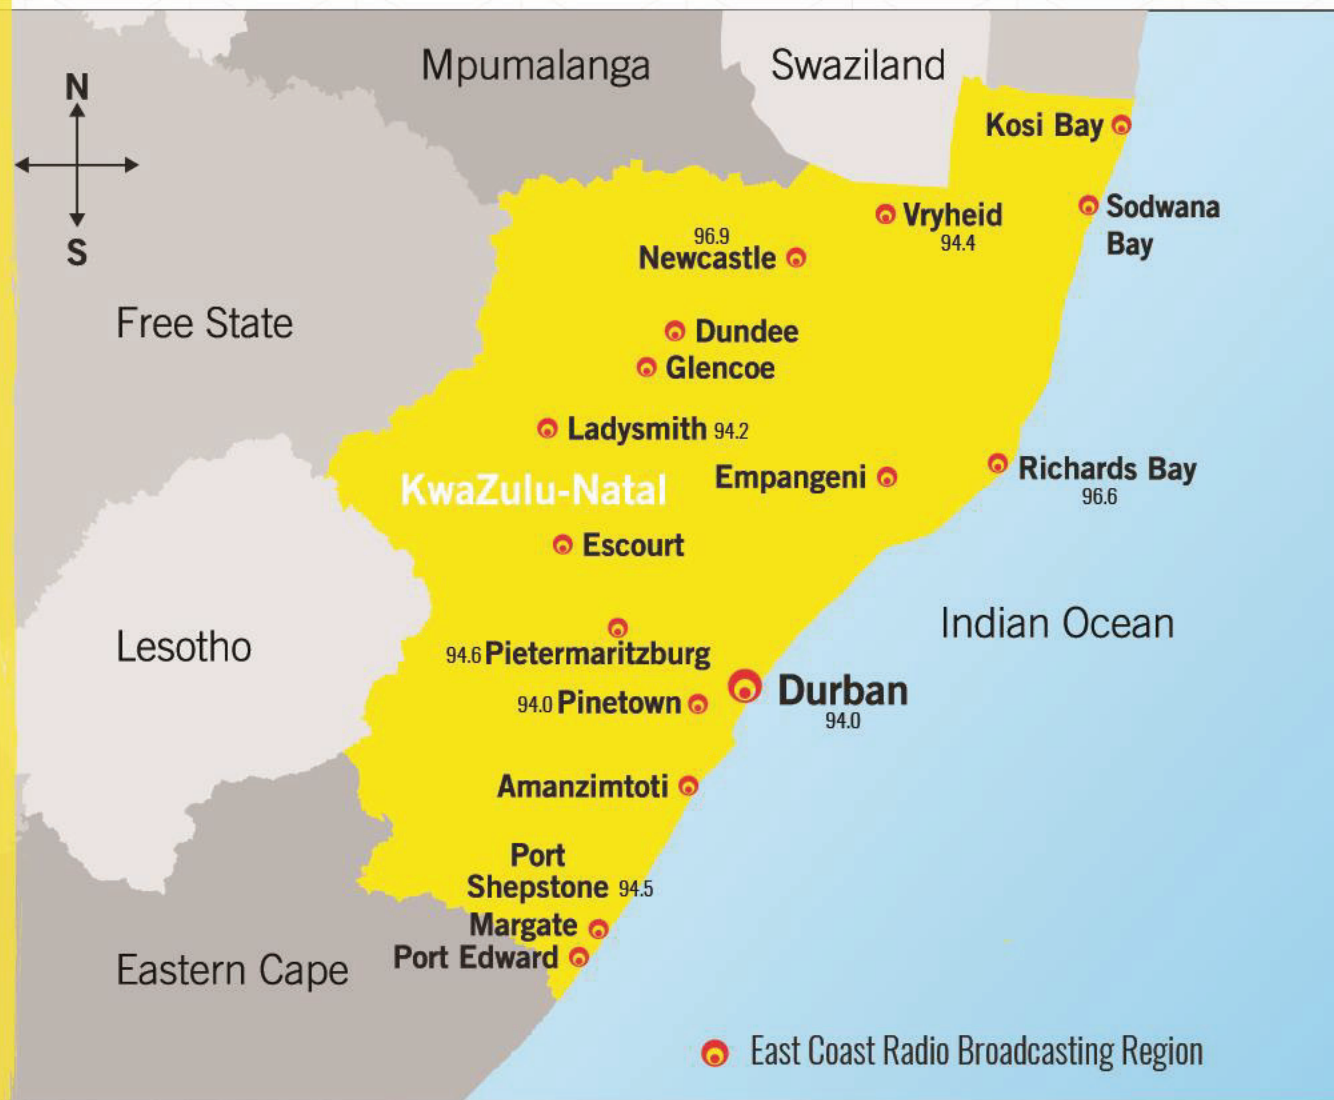 Mpumalanga
Swaziland
N
Kosi Bay
S
Vryheid
94.4
Sodwana
Bay
96.9
Newcastle
Free State
Dundee
Glencoe
Ladysmith 94.2
KwaZulu-Natal
Empangeni
Richards Bay
96.6
Escourt
Indian Ocean
Lesotho
94.6 Pietermaritzburg
94.0 Pinetown
Durban
94.0
Amanzimtoti
Port
Shepstone 94.5
Margate
Port Edward
Eastern Cape
East Coast Radio Broadcasting Region